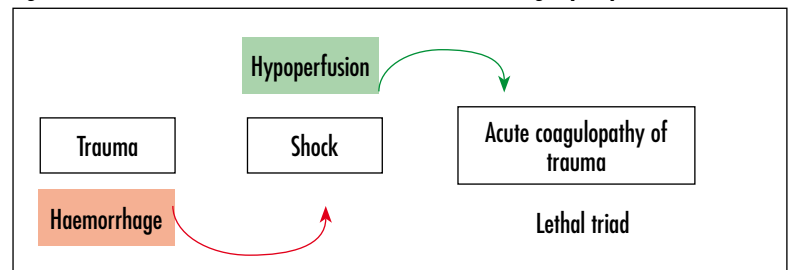 Hypoperfusion
Trauma
Shock
Acute coagulopathy of
trauma
Haemorrhage
Lethal triad